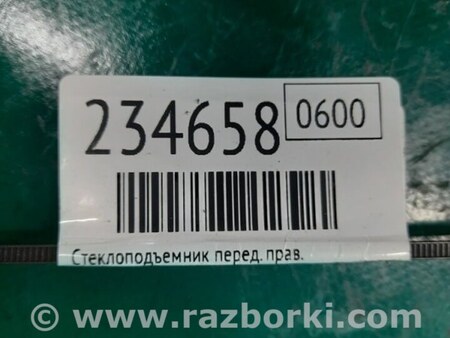 234658 0600
Стеклоподъемник перед. прав.
© www.razborki.com